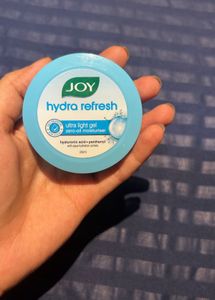 JOY
hydra refresh
ultra light gel
zero-oil moisturiser
hyaluronic acid + panthenol